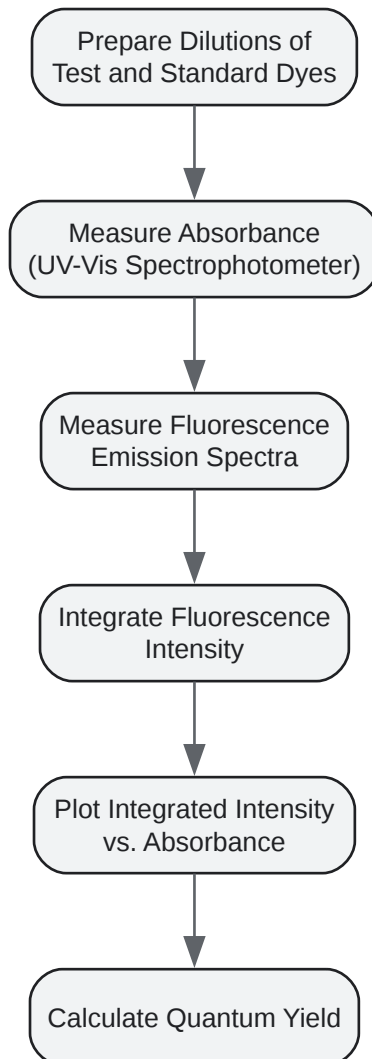 Prepare Dilutions of
Test and Standard Dyes
Measure Absorbance
(UV-Vis Spectrophotometer)
Measure Fluorescence
Emission Spectra
Integrate Fluorescence
Intensity
Plot Integrated Intensity
vs. Absorbance
Calculate Quantum Yield